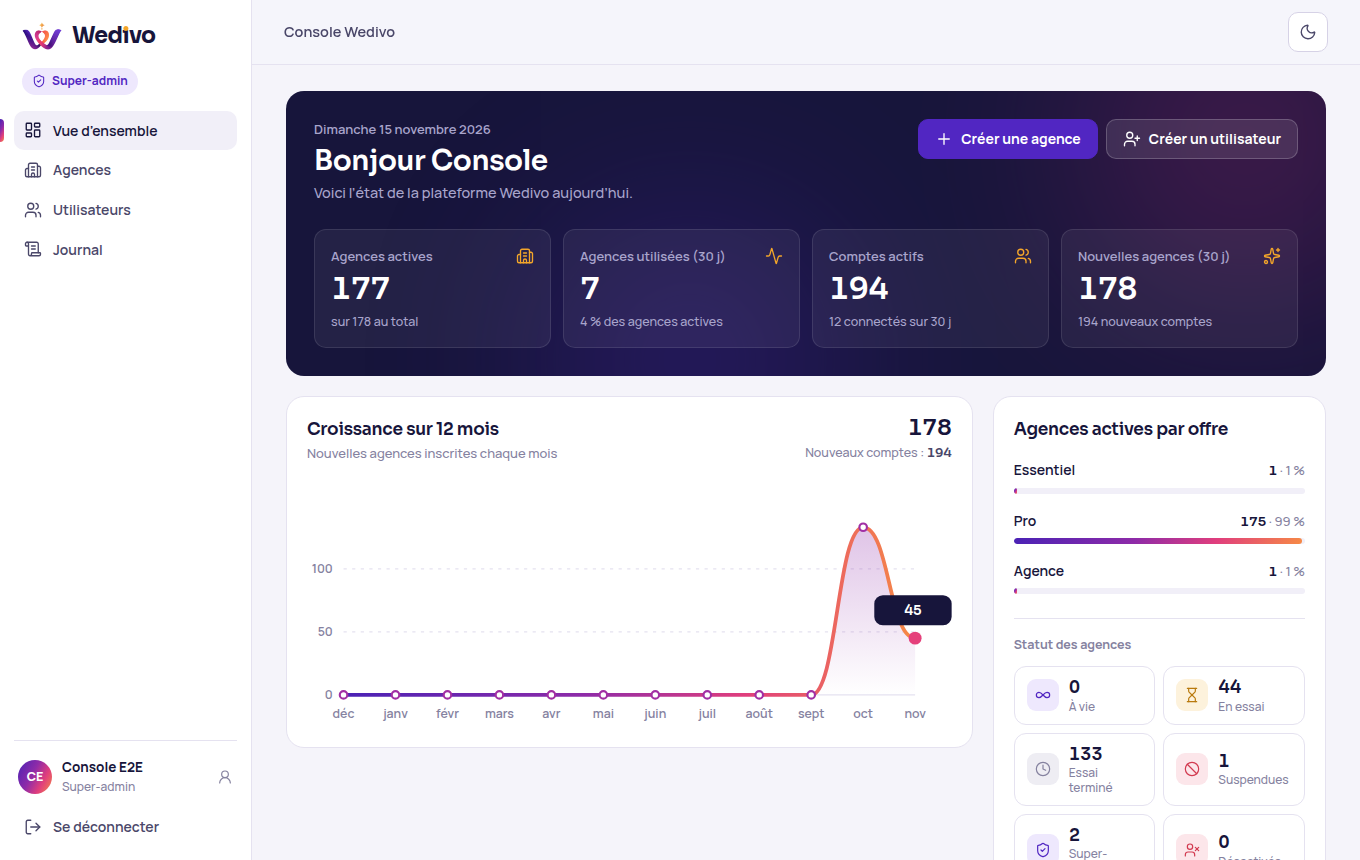 Wedivo
Super-admin
Vue d'ensemble
Agences
Utilisateurs
Journal
CE
Console E2E
Super-admin
Se déconnecter
Console Wedivo
Dimanche 15 novembre 2026
Bonjour Console
Voici l'état de la plateforme Wedivo aujourd'hui.
Créer une agence
Créer un utilisateur
Agences actives
177
sur 178 au total
Agences utilisées (30 j)
7
4 % des agences actives
Comptes actifs
194
12 connectés sur 30 j
Nouvelles agences (30 j)
178
194 nouveaux comptes
Croissance sur 12 mois
Nouvelles agences inscrites chaque mois
178
Nouveaux comptes : 194
100
50
0
45
déc janv févr mars avr mai juin juil août sept oct nov
Agences actives par offre
Essentiel 1 · 1 %
Pro 175 · 99 %
Agence 1 · 1 %
Statut des agences
0
À vie
44
En essai
133
Essai
terminé
1
Suspendues
2
Super-
0